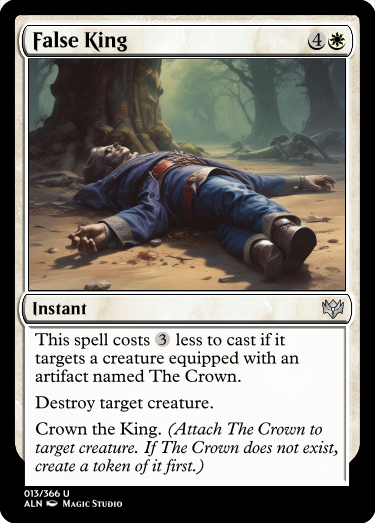 False King 4
Instant
This spell costs 3 less to cast if it
targets a creature equipped with an
artifact named The Crown.
Destroy target creature.
Crown the King. (Attach The Crown to
target creature. If The Crown does not exist,
create a token of it first.)
013/366 U
ALN Magic Studio